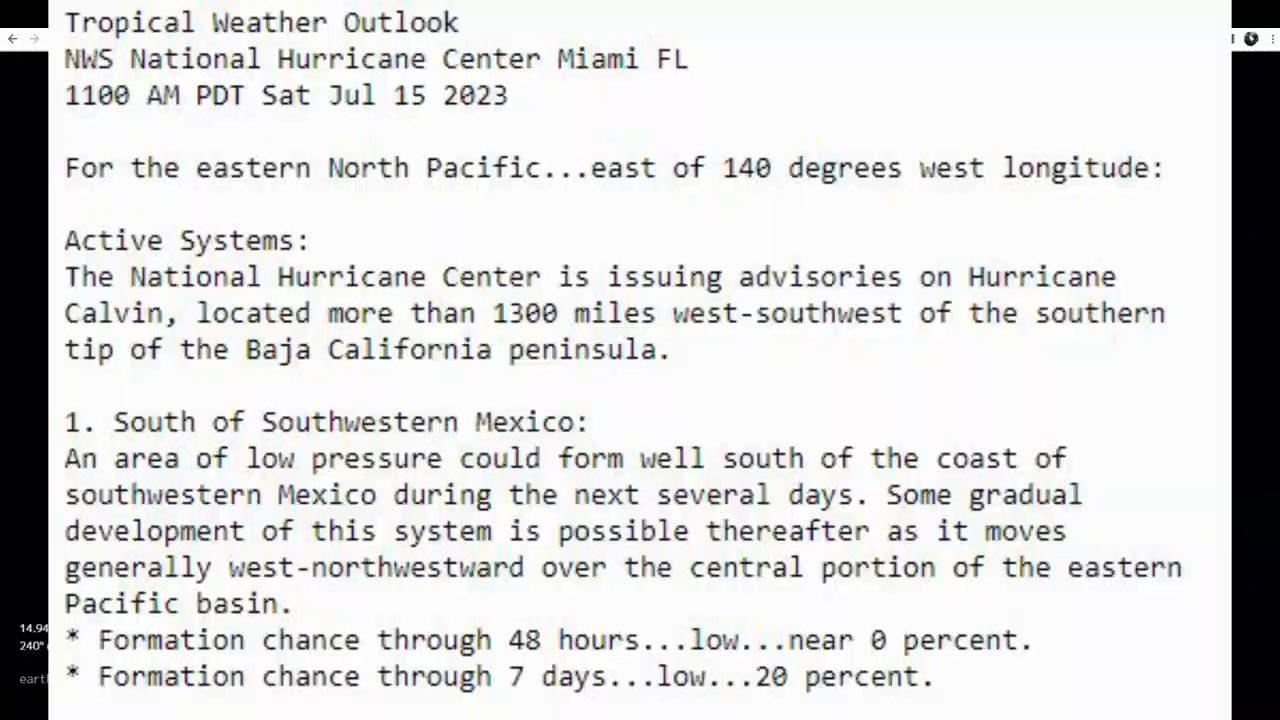 Tropical Weather Outlook
NWS National Hurricane Center Miami FL
1100 AM PDT Sat Jul 15 2023
For the eastern North Pacific...east of 140 degrees west longitude:
Active Systems:
The National Hurricane Center is issuing advisories on Hurricane
Calvin, located more than 1300 miles west-southwest of the southern
tip of the Baja California peninsula.
1. South of Southwestern Mexico:
An area of low pressure could form well south of the coast of
southwestern Mexico during the next several days. Some gradual
development of this system is possible thereafter as it moves
generally west-northwestward over the central portion of the eastern
Pacific basin.
14.94
* Formation chance through 48 hours...low...near 0 percent.
240°
* Formation chance through 7 days...low...20 percent.
eart